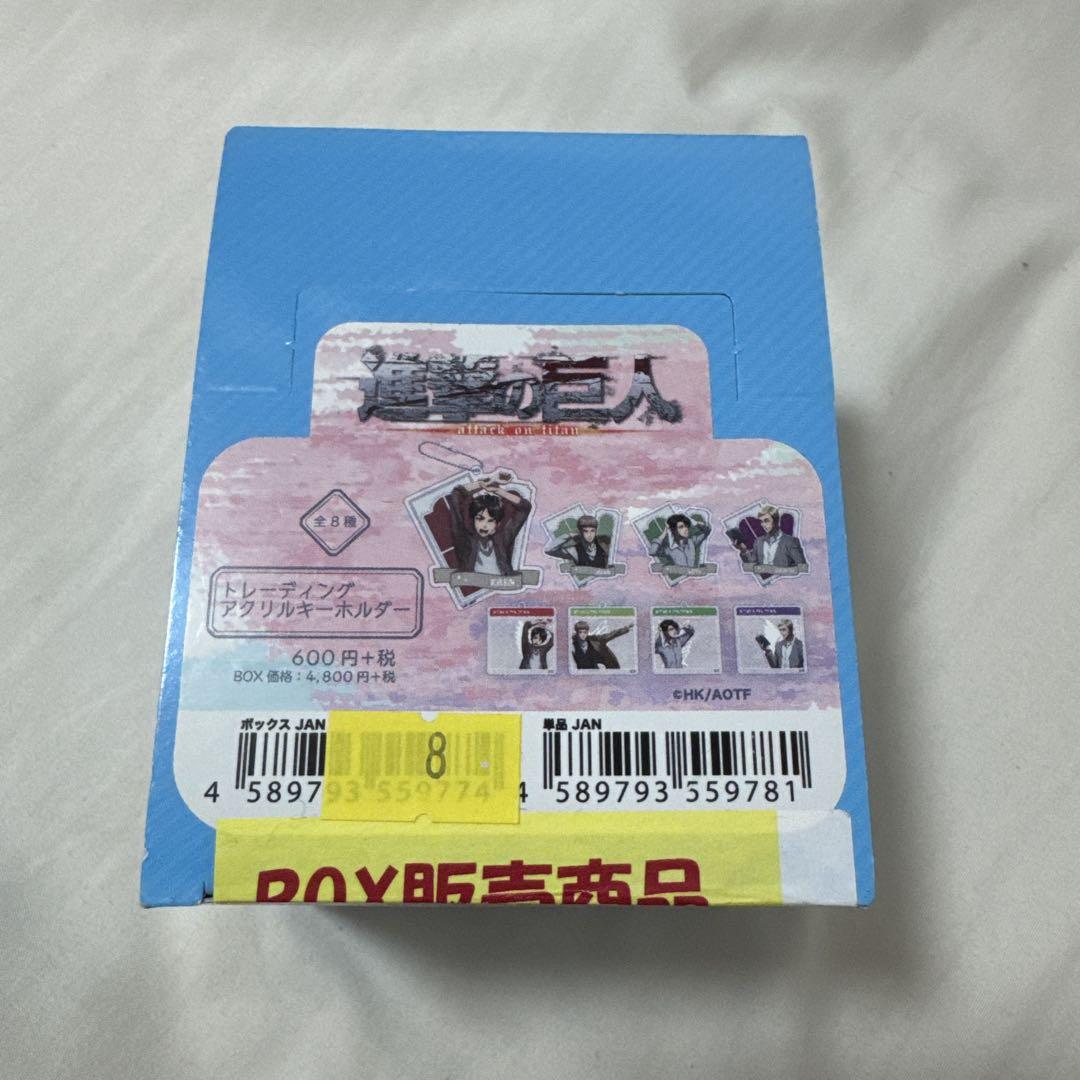 進撃の巨人
attack on titan
全8種
トレーディング
アクリルキーホルダー
600円+税
BOX価格:4,800円+税
©HK/AOTF
ボックス JAN
単品 JAN
8
4 589793 559774
4 589793 559781
BOX販売商品